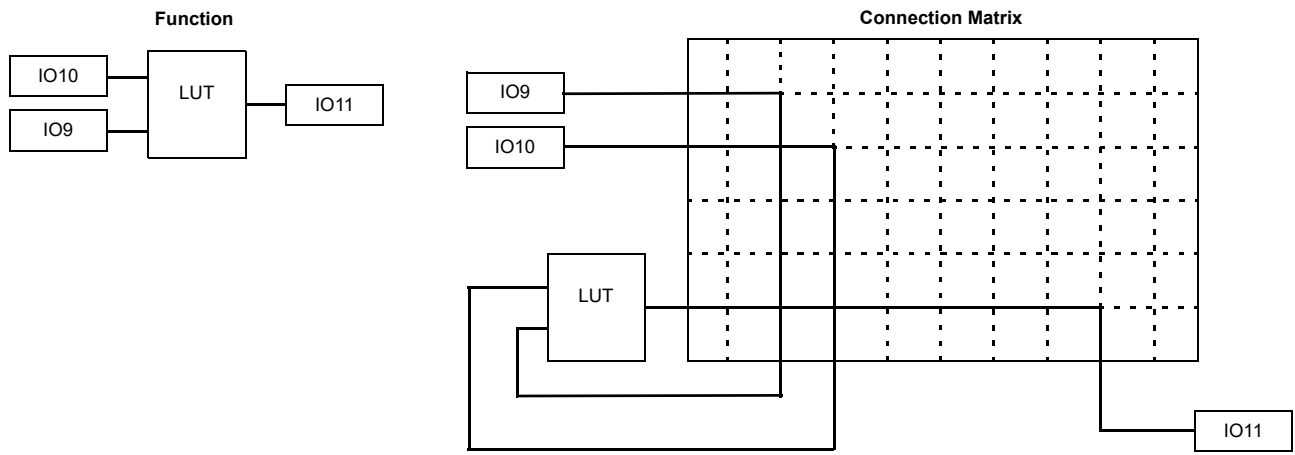 Function
IO10
IO9
LUT
IO11
Connection Matrix
IO9
IO10
LUT
IO11